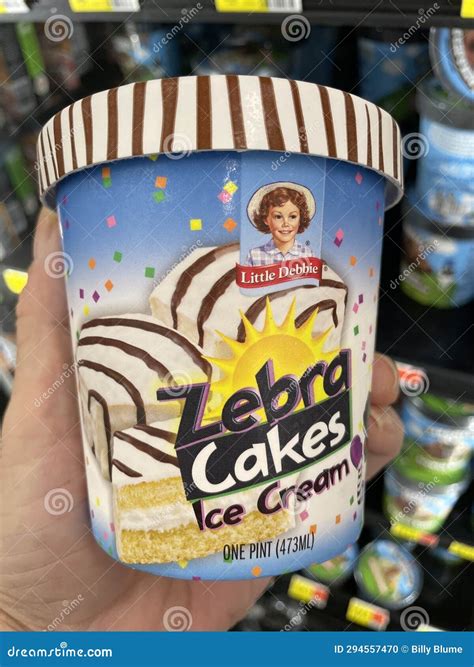 Little Debbie
Zebra
Cakes
Ice Cream
ONE PINT (473ML)
dreamstime.com
ID 294557470 © Billy Blume